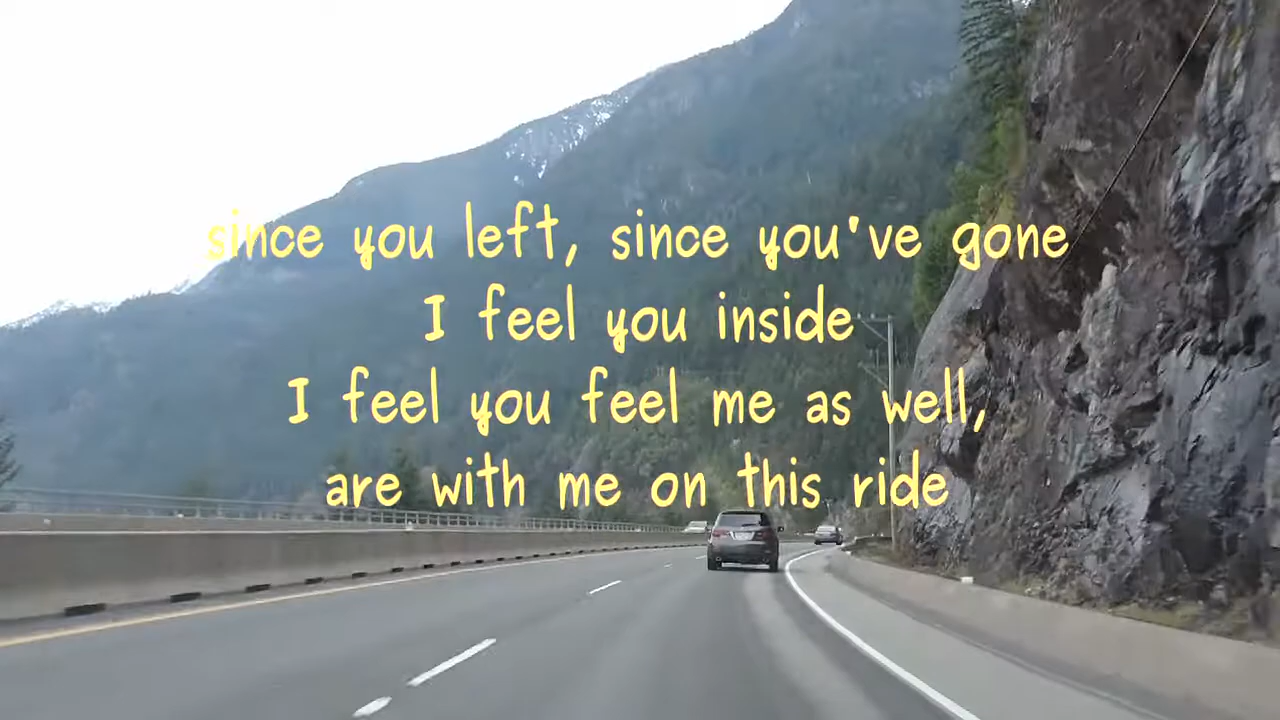 since you left, since you've gone
I feel you inside
I feel you feel me as well,
are with me on this ride